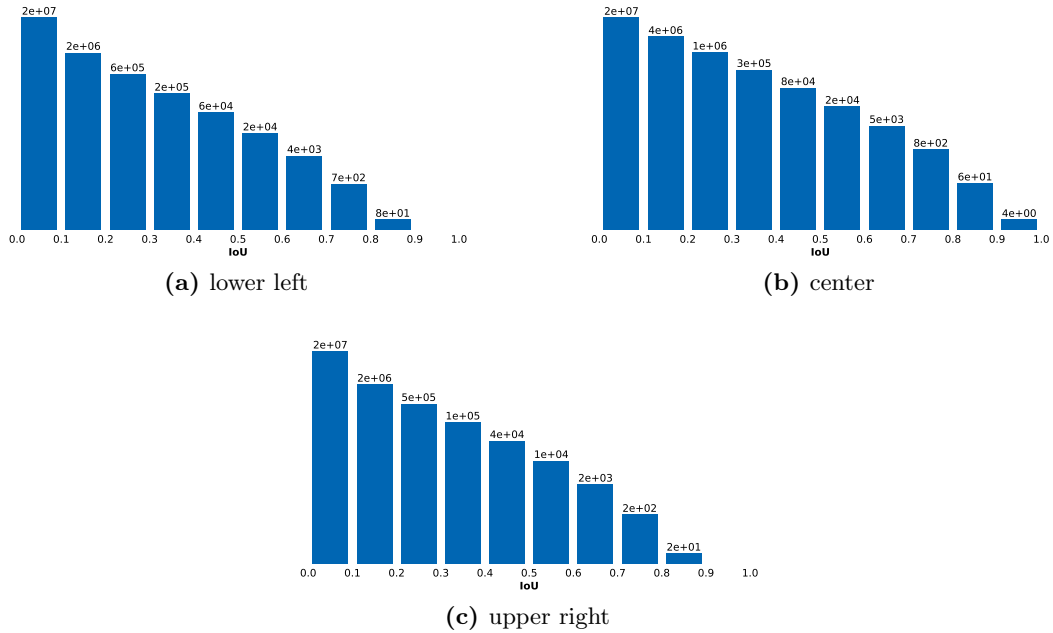 2e+07
2e+06
6e+05
2e+05
6e+04
2e+04
4e+03
7e+02
8e+01
0.0 0.1 0.2 0.3 0.4 0.5 0.6 0.7 0.8 0.9 1.0
IoU
(a) lower left
2e+07
4e+06
1e+06
3e+05
8e+04
2e+04
5e+03
8e+02
6e+01
4e+00
0.0 0.1 0.2 0.3 0.4 0.5 0.6 0.7 0.8 0.9 1.0
IoU
(b) center
2e+07
2e+06
5e+05
1e+05
4e+04
1e+04
2e+03
2e+02
2e+01
0.0 0.1 0.2 0.3 0.4 0.5 0.6 0.7 0.8 0.9 1.0
IoU
(c) upper right